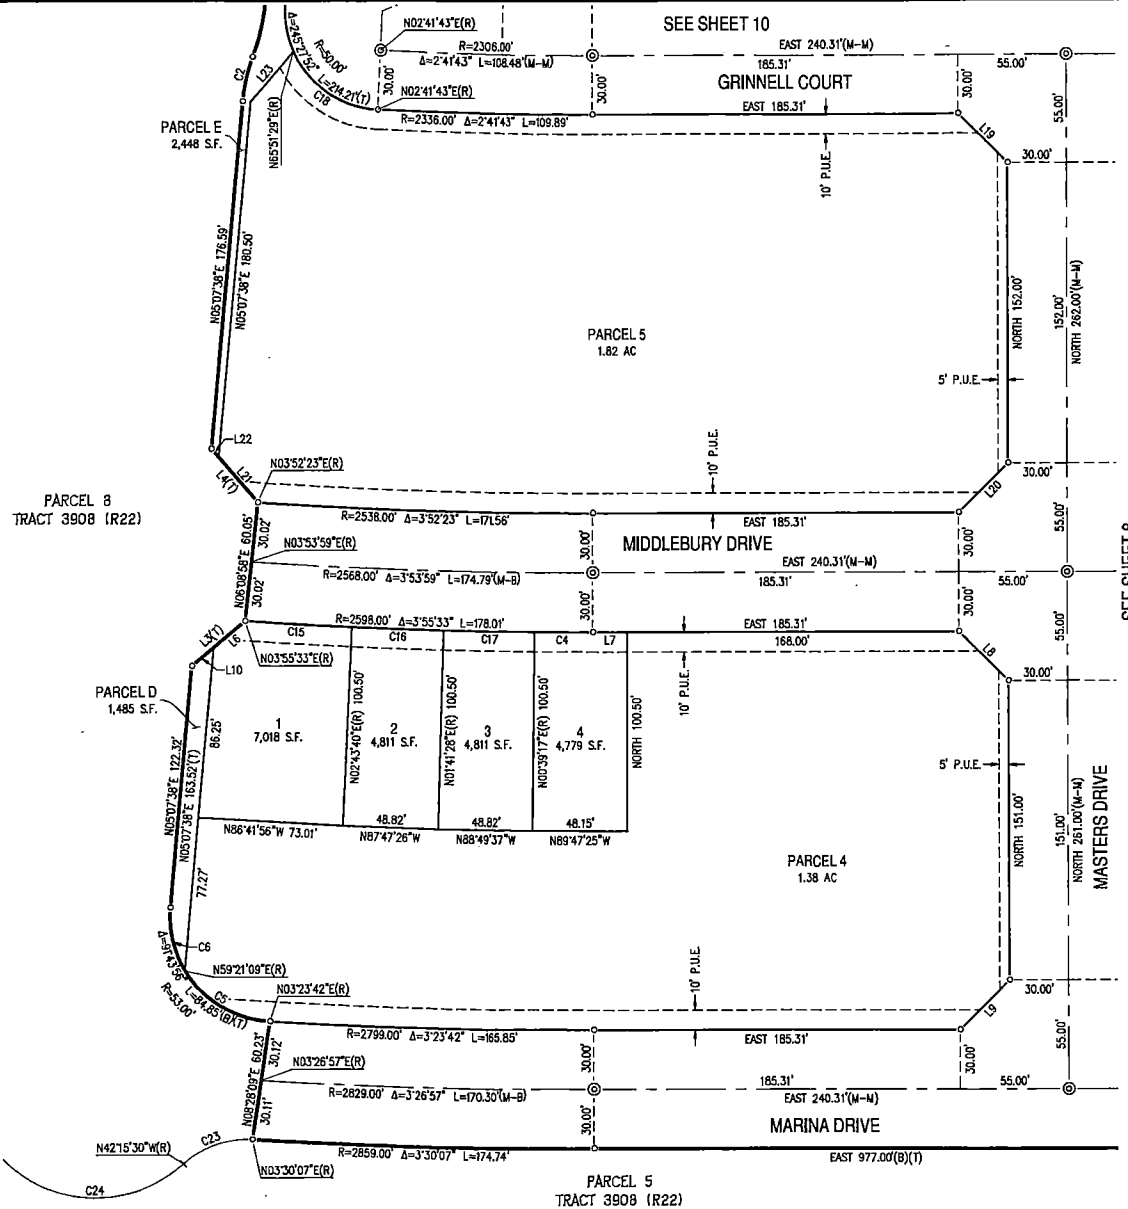 SEE SHEET 10
N02°41'43"E(R)
R=2306.00'
Δ=2°41'43" L=108.48'(M-M)
EAST 240.31'(M-M)
185.31'
55.00'
GRINNELL COURT
Δ=245°27'52"
R=50.00'
L=214.21'(T)
C2
L23
C18
30.00'
30.00'
30.00'
55.00'
N02°41'43"E(R)
R=2336.00' Δ=2°41'43" L=109.89'
EAST 185.31'
L19
30.00'
10' P.U.E.
PARCEL E
2,448 S.F.
N65°51'29"E(R)
N05°07'38"E 176.59'
N05°07'38"E 180.50'
PARCEL 5
1.82 AC
NORTH 152.00'
152.00'
NORTH 262.00'(M-M)
5' P.U.E.
10' P.U.E.
L22
L21
L4(T)
N03°52'23"E(R)
30.00'
L20
PARCEL 8
TRACT 3908 (R22)
R=2538.00' Δ=3°52'23" L=171.56'
EAST 185.31'
N06°08'58"E 60.05'
30.02'
30.02'
N03°53'59"E(R)
30.00'
MIDDLEBURY DRIVE
30.00'
55.00'
EAST 240.31'(M-M)
R=2568.00' Δ=3°53'59" L=174.79'(M-B)
185.31'
55.00'
30.00'
30.00'
55.00'
R=2598.00' Δ=3°55'33" L=178.01'
EAST 185.31'
L3(T)
L6
C15
C16
C17
C4
L7
168.00'
L8
N03°55'33"E(R)
L10
30.00'
10' P.U.E.
PARCEL D
1,485 S.F.
86.25'
1
7,018 S.F.
N02°43'40"E(R) 100.50'
2
4,811 S.F.
N01°41'28"E(R) 100.50'
3
4,811 S.F.
N00°39'17"E(R) 100.50'
4
4,779 S.F.
NORTH 100.50'
5' P.U.E.
N05°07'38"E 122.32'
N05°07'38"E 163.52'(T)
48.82'
48.82'
48.15'
N86°41'56"W 73.01'
N87°47'26"W
N88°49'37"W
N89°47'25"W
77.27'
PARCEL 4
1.38 AC
NORTH 151.00'
151.00'
NORTH 261.00'(M-M)
MASTERS DRIVE
C6
Δ=91°43'56"
R=53.00'
L=84.85'(B)(T)
C5
N59°21'09"E(R)
N03°23'42"E(R)
10' P.U.E.
30.00'
L9
R=2799.00' Δ=3°23'42" L=165.85'
EAST 185.31'
N08°28'09"E 60.23'
30.12'
30.11'
N03°26'57"E(R)
30.00'
30.00'
55.00'
185.31'
55.00'
R=2829.00' Δ=3°26'57" L=170.30'(M-B)
EAST 240.31'(M-M)
30.00'
MARINA DRIVE
N42°15'30"W(R)
C23
C24
N03°30'07"E(R)
R=2859.00' Δ=3°30'07" L=174.74'
EAST 977.00'(B)(T)
PARCEL 5
TRACT 3908 (R22)